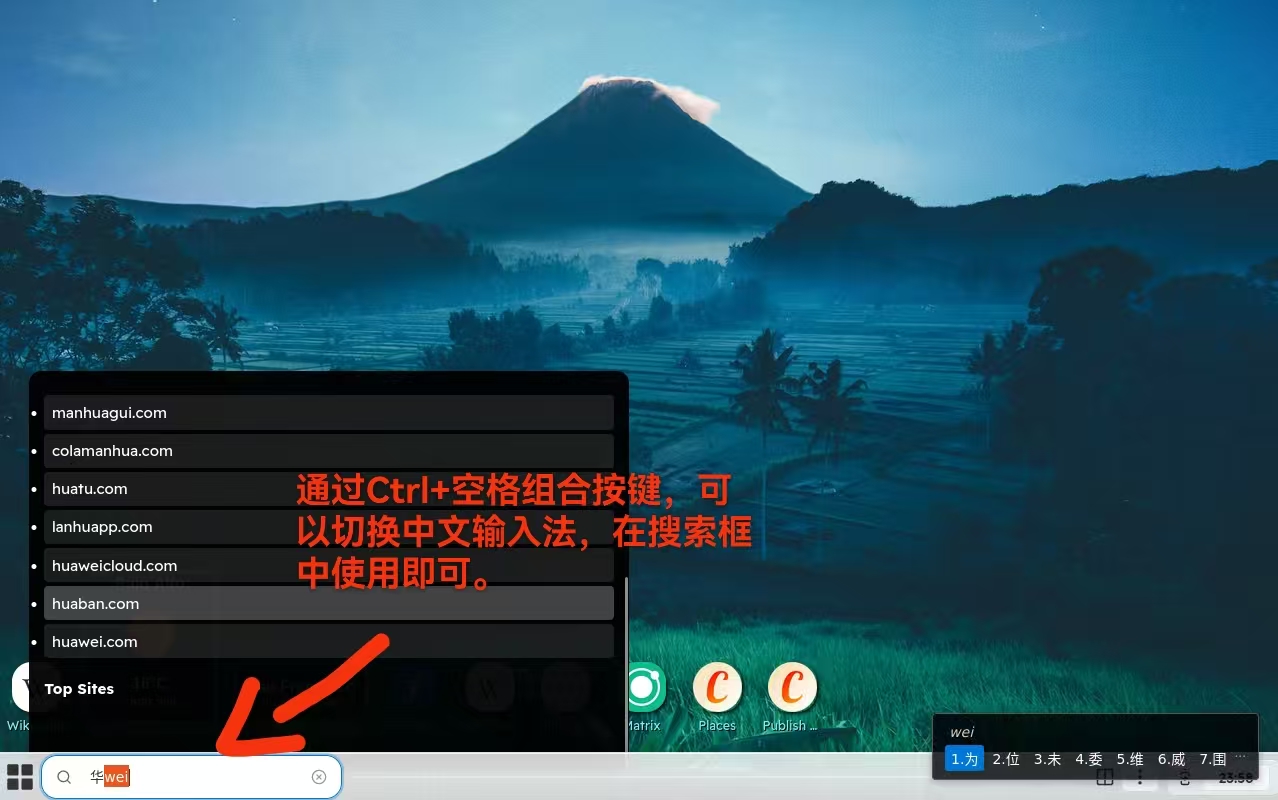 manhuagui.com
colamanhua.com
huatu.com
lanhuapp.com
huaweicloud.com
huaban.com
huawei.com
通过Ctrl+空格组合按键，可
以切换中文输入法，在搜索框
中使用即可。
Top Sites
Wik
Matrix
Places
Publish ...
wei
1.为 2.位 3.未 4.委 5.维 6.威 7.围 ...
华wei
23:58